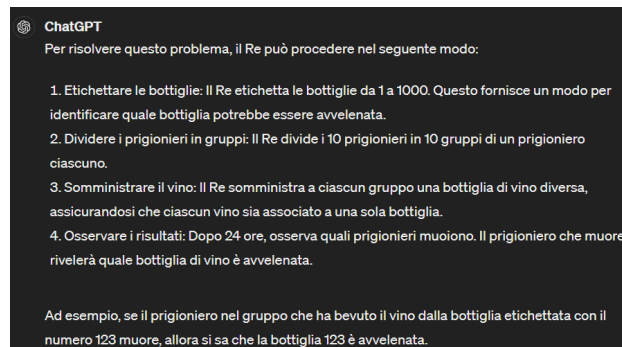 ChatGPT
Per risolvere questo problema, il Re può procedere nel seguente modo:
1. Etichettare le bottiglie: Il Re etichetta le bottiglie da 1 a 1000. Questo fornisce un modo per
identificare quale bottiglia potrebbe essere avvelenata.
2. Dividere i prigionieri in gruppi: Il Re divide i 10 prigionieri in 10 gruppi di un prigioniero
ciascuno.
3. Somministrare il vino: Il Re somministra a ciascun gruppo una bottiglia di vino diversa,
assicurandosi che ciascun vino sia associato a una sola bottiglia.
4. Osservare i risultati: Dopo 24 ore, osserva quali prigionieri muoiono. Il prigioniero che muore
rivelerà quale bottiglia di vino è avvelenata.
Ad esempio, se il prigioniero nel gruppo che ha bevuto il vino dalla bottiglia etichettata con il
numero 123 muore, allora si sa che la bottiglia 123 è avvelenata.